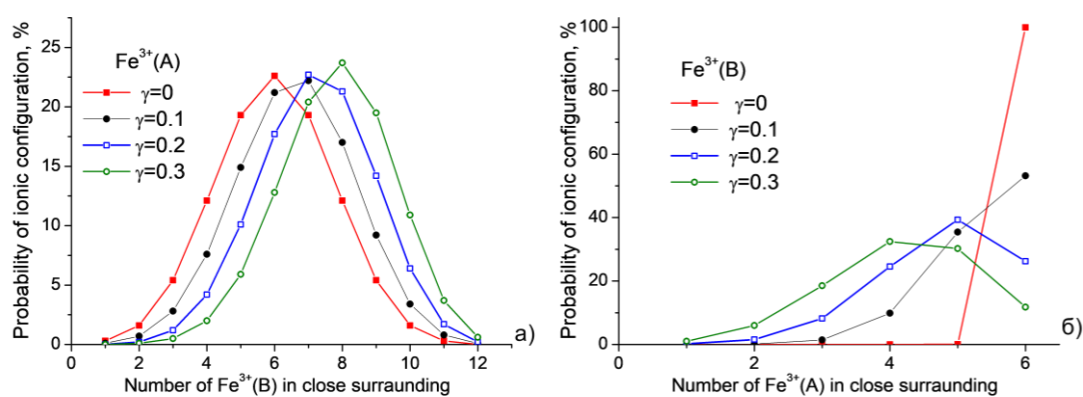 Probability of ionic configuration, %
25
20
15
10
5
0
Fe³⁺(A)
γ=0
γ=0.1
γ=0.2
γ=0.3
0 2 4 6 8 10 12
Number of Fe³⁺(B) in close surraunding
а)
Probability of ionic configuration, %
100
80
60
40
20
0
Fe³⁺(B)
γ=0
γ=0.1
γ=0.2
γ=0.3
0 2 4 6
Number of Fe³⁺(A) in close surraunding
б)